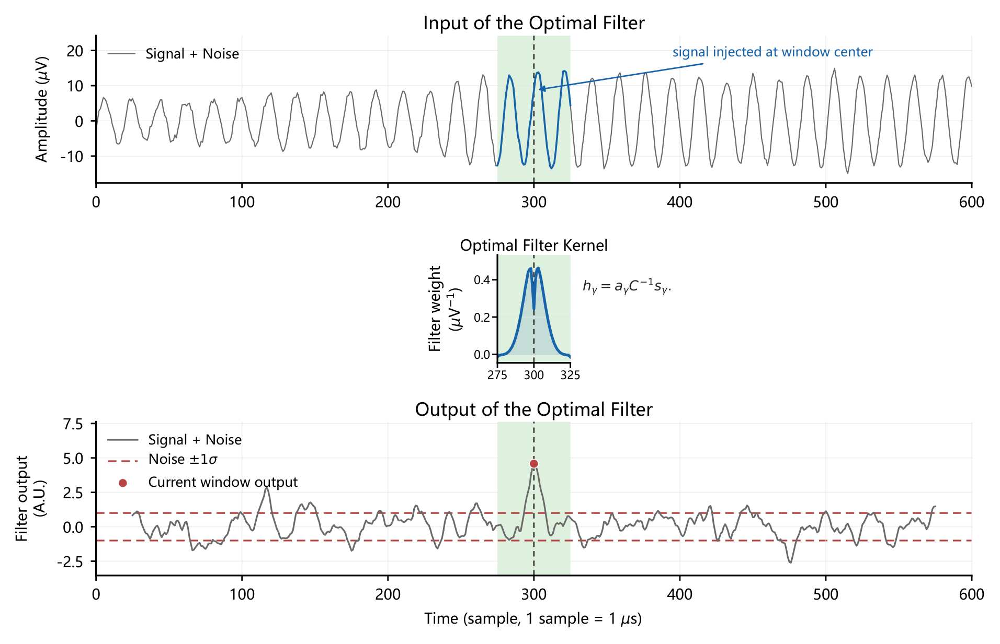 Input of the Optimal Filter
Amplitude (μV)
20
10
0
-10
Signal + Noise
signal injected at window center
0 100 200 300 400 500 600
Optimal Filter Kernel
Filter weight
(μV⁻¹)
0.4
0.2
0.0
275 300 325
hᵧ = aᵧC⁻¹sᵧ.
Output of the Optimal Filter
Filter output
(A.U.)
7.5
5.0
2.5
0.0
-2.5
Signal + Noise
Noise ±1σ
Current window output
0 100 200 300 400 500 600
Time (sample, 1 sample = 1 μs)